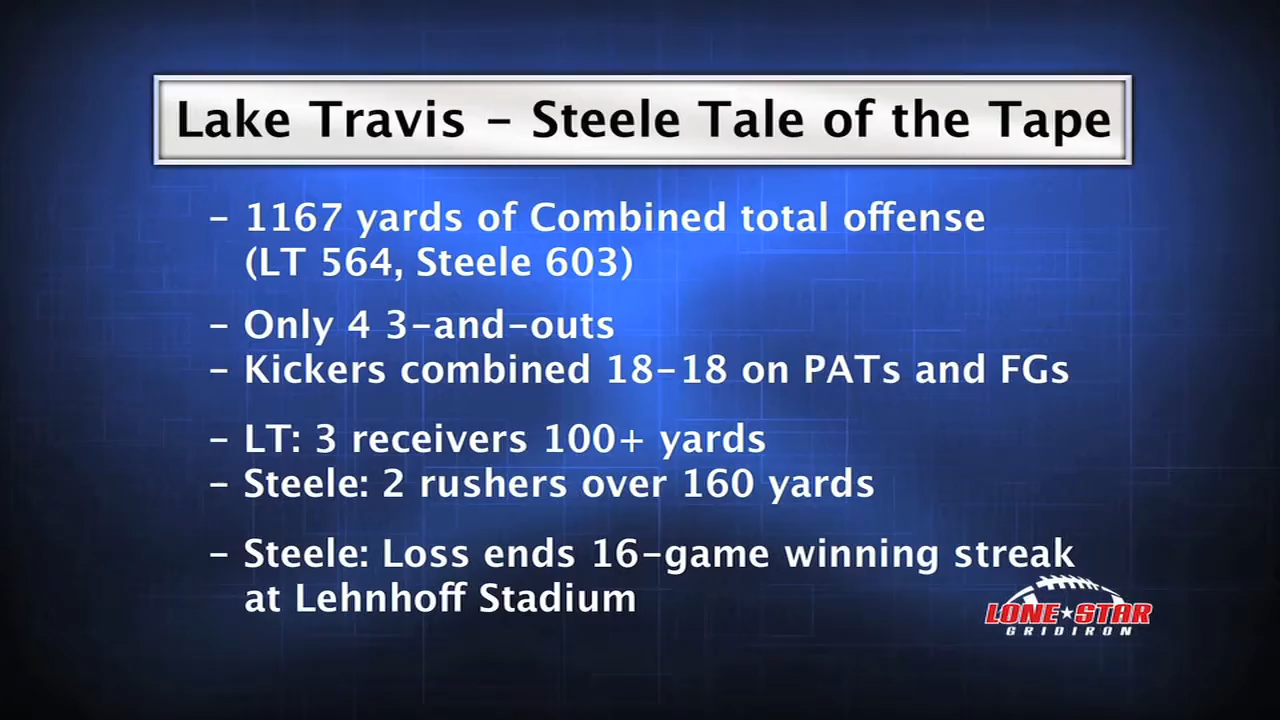 Lake Travis – Steele Tale of the Tape
– 1167 yards of Combined total offense
(LT 564, Steele 603)
– Only 4 3-and-outs
– Kickers combined 18-18 on PATs and FGs
– LT: 3 receivers 100+ yards
– Steele: 2 rushers over 160 yards
– Steele: Loss ends 16-game winning streak
at Lehnhoff Stadium
LONE★STAR
GRIDIRON